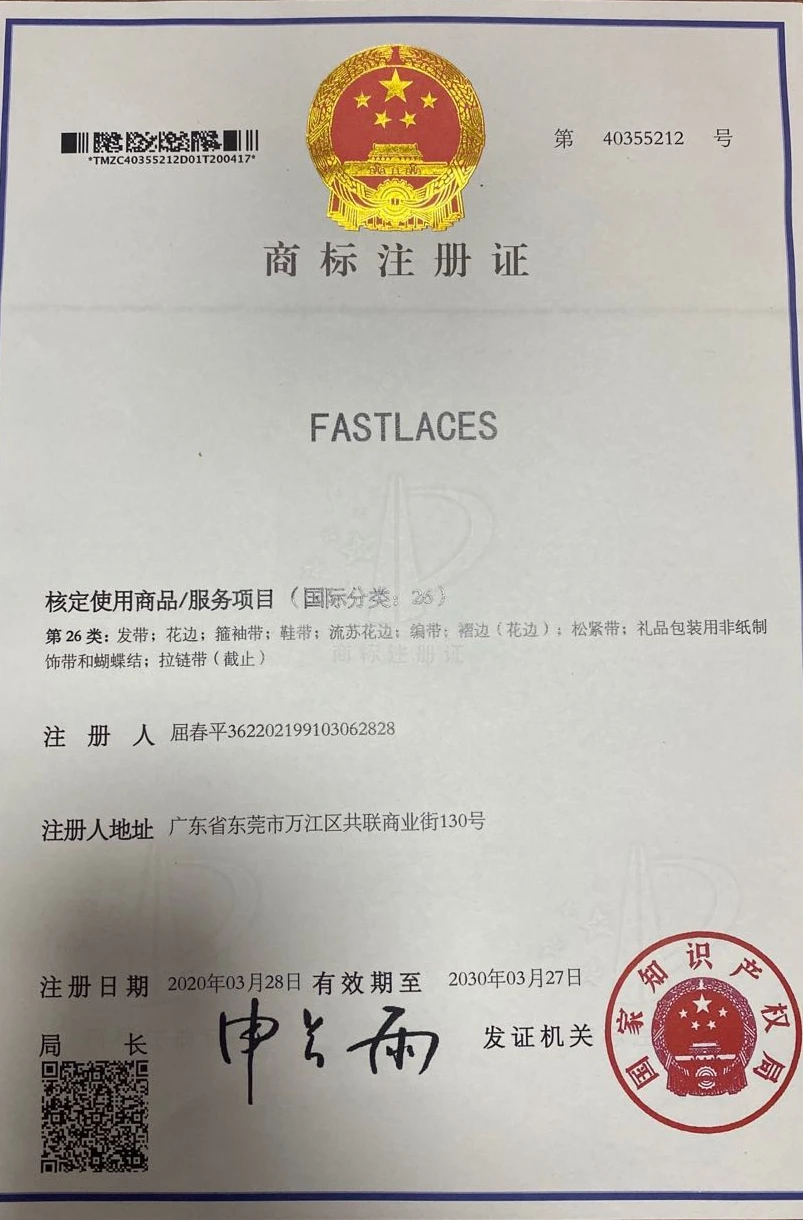 *TMZC40355212D01T200417*
第 40355212 号
商标注册证
FASTLACES
核定使用商品/服务项目（国际分类：26）
第 26 类：发带；花边；箍袖带；鞋带；流苏花边；编带；褶边（花边）；松紧带；礼品包装用非纸制
饰带和蝴蝶结；拉链带（截止）
商标注册证
注册人 屈春平362202199103062828
注册人地址 广东省东莞市万江区共联商业街130号
注册日期 2020年03月28日 有效期至 2030年03月27日
局长 申长雨 发证机关
国家知识产权局